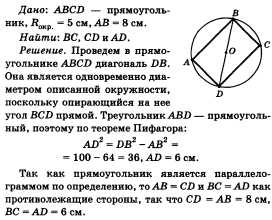 Дано: ABCD — прямоуголь-
ник, Rокр. = 5 см, AB = 8 см.
Найти: BC, CD и AD.
Решение. Проведем в прямо-
угольнике ABCD диагональ DB.
Она является одновременно диа-
метром описанной окружности,
поскольку опирающийся на нее
угол BCD прямой. Треугольник ABD — прямоуголь-
ный, поэтому по теореме Пифагора:
AD² = DB² – AB² =
= 100 – 64 = 36, AD = 6 см.
Так как прямоугольник является параллело-
граммом по определению, то AB = CD и BC = AD как
противолежащие стороны, так что CD = AB = 8 см,
BC = AD = 6 см.
B
C
O
A
D